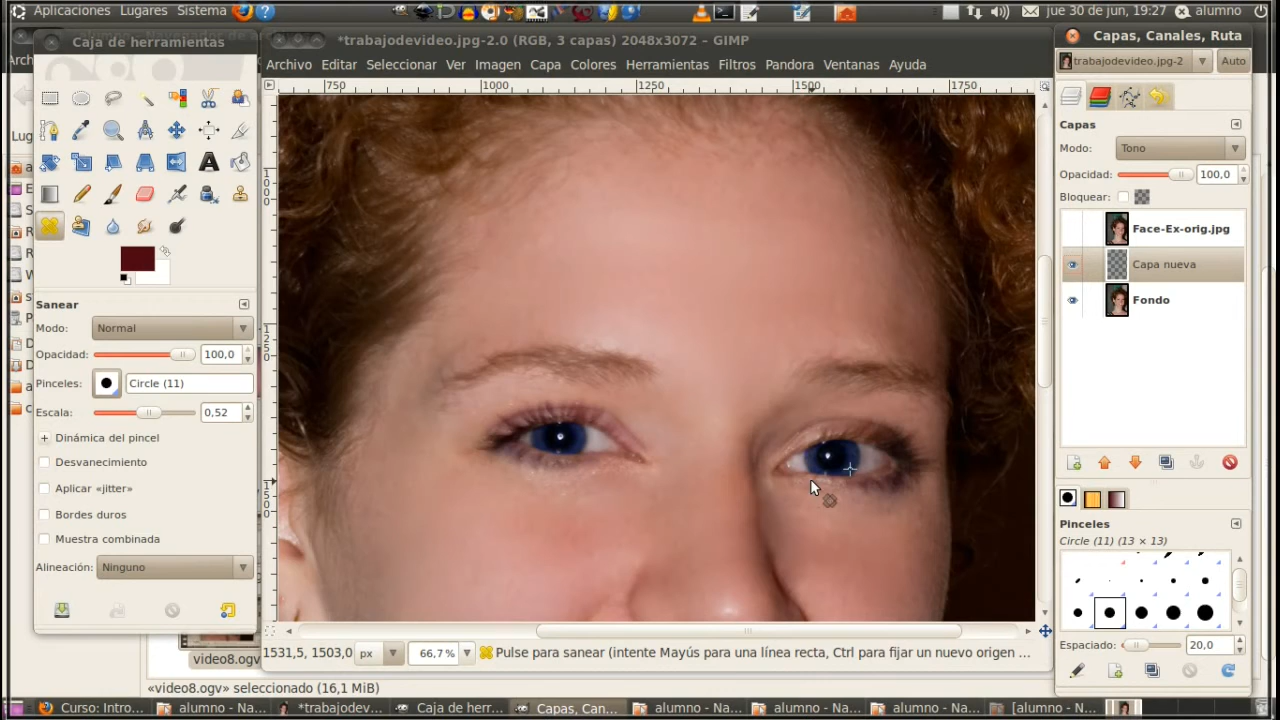 Aplicaciones Lugares Sistema
jue 30 de jun, 19:27 alumno
Caja de herramientas
*trabajodevideo.jpg-2.0 (RGB, 3 capas) 2048x3072 – GIMP
Capas, Canales, Ruta
Archivo Editar Seleccionar Ver Imagen Capa Colores Herramientas Filtros Pandora Ventanas Ayuda
trabajodevideo.jpg-2 Auto
750 1000 1250 1500 1750
1000
1250
1500
Capas
Modo: Tono
Opacidad: 100,0
Bloquear:
Face-Ex-orig.jpg
Capa nueva
Fondo
Sanear
Modo: Normal
Opacidad: 100,0
Pinceles: Circle (11)
Escala: 0,52
Dinámica del pincel
Desvanecimiento
Aplicar «jitter»
Bordes duros
Muestra combinada
Alineación: Ninguno
Pinceles
Circle (11) (13 × 13)
Espaciado: 20,0
1531,5, 1503,0 px 66,7% Pulse para sanear (intente Mayús para una línea recta, Ctrl para fijar un nuevo origen ...
video8.ogv
«video8.ogv» seleccionado (16,1 MiB)
Curso: Intro... alumno - Na... *trabajodev... Caja de herr... Capas, Can... alumno - Na... alumno - Na... alumno - Na... [alumno - N...